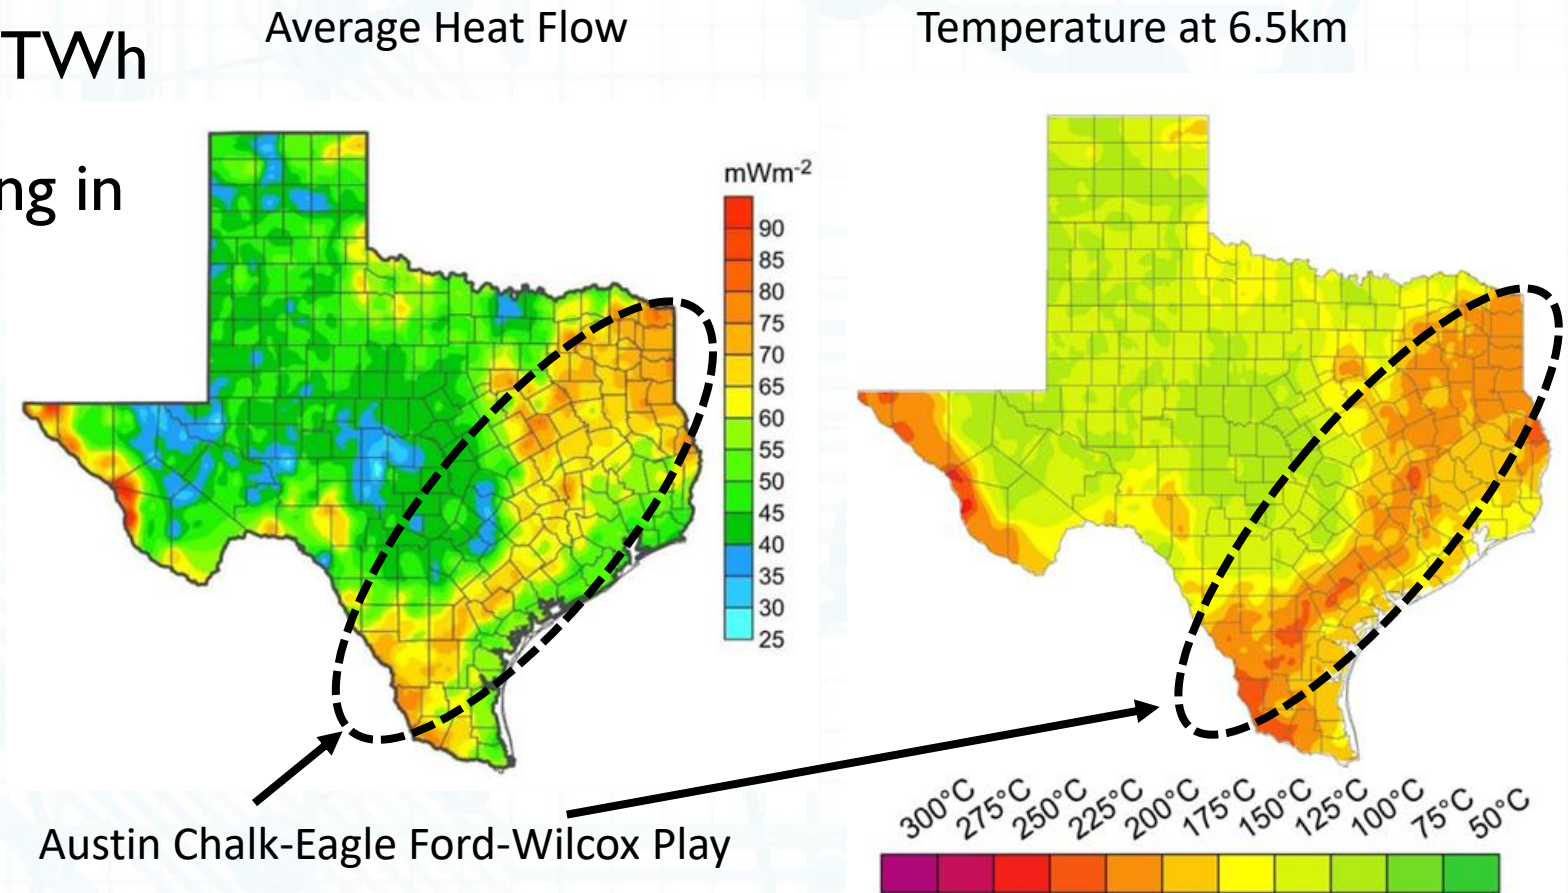 TWh
ng in
Average Heat Flow
Temperature at 6.5km
mWm-2
90
85
80
75
70
65
60
55
50
45
40
35
30
25
300°C 275°C 250°C 225°C 200°C 175°C 150°C 125°C 100°C 75°C 50°C
Austin Chalk-Eagle Ford-Wilcox Play